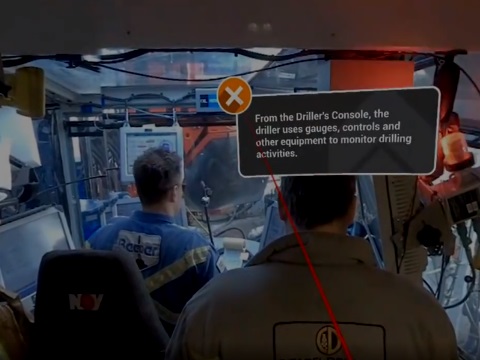 From the Driller's Console, the
driller uses gauges, controls and
other equipment to monitor drilling
activities.
NOV